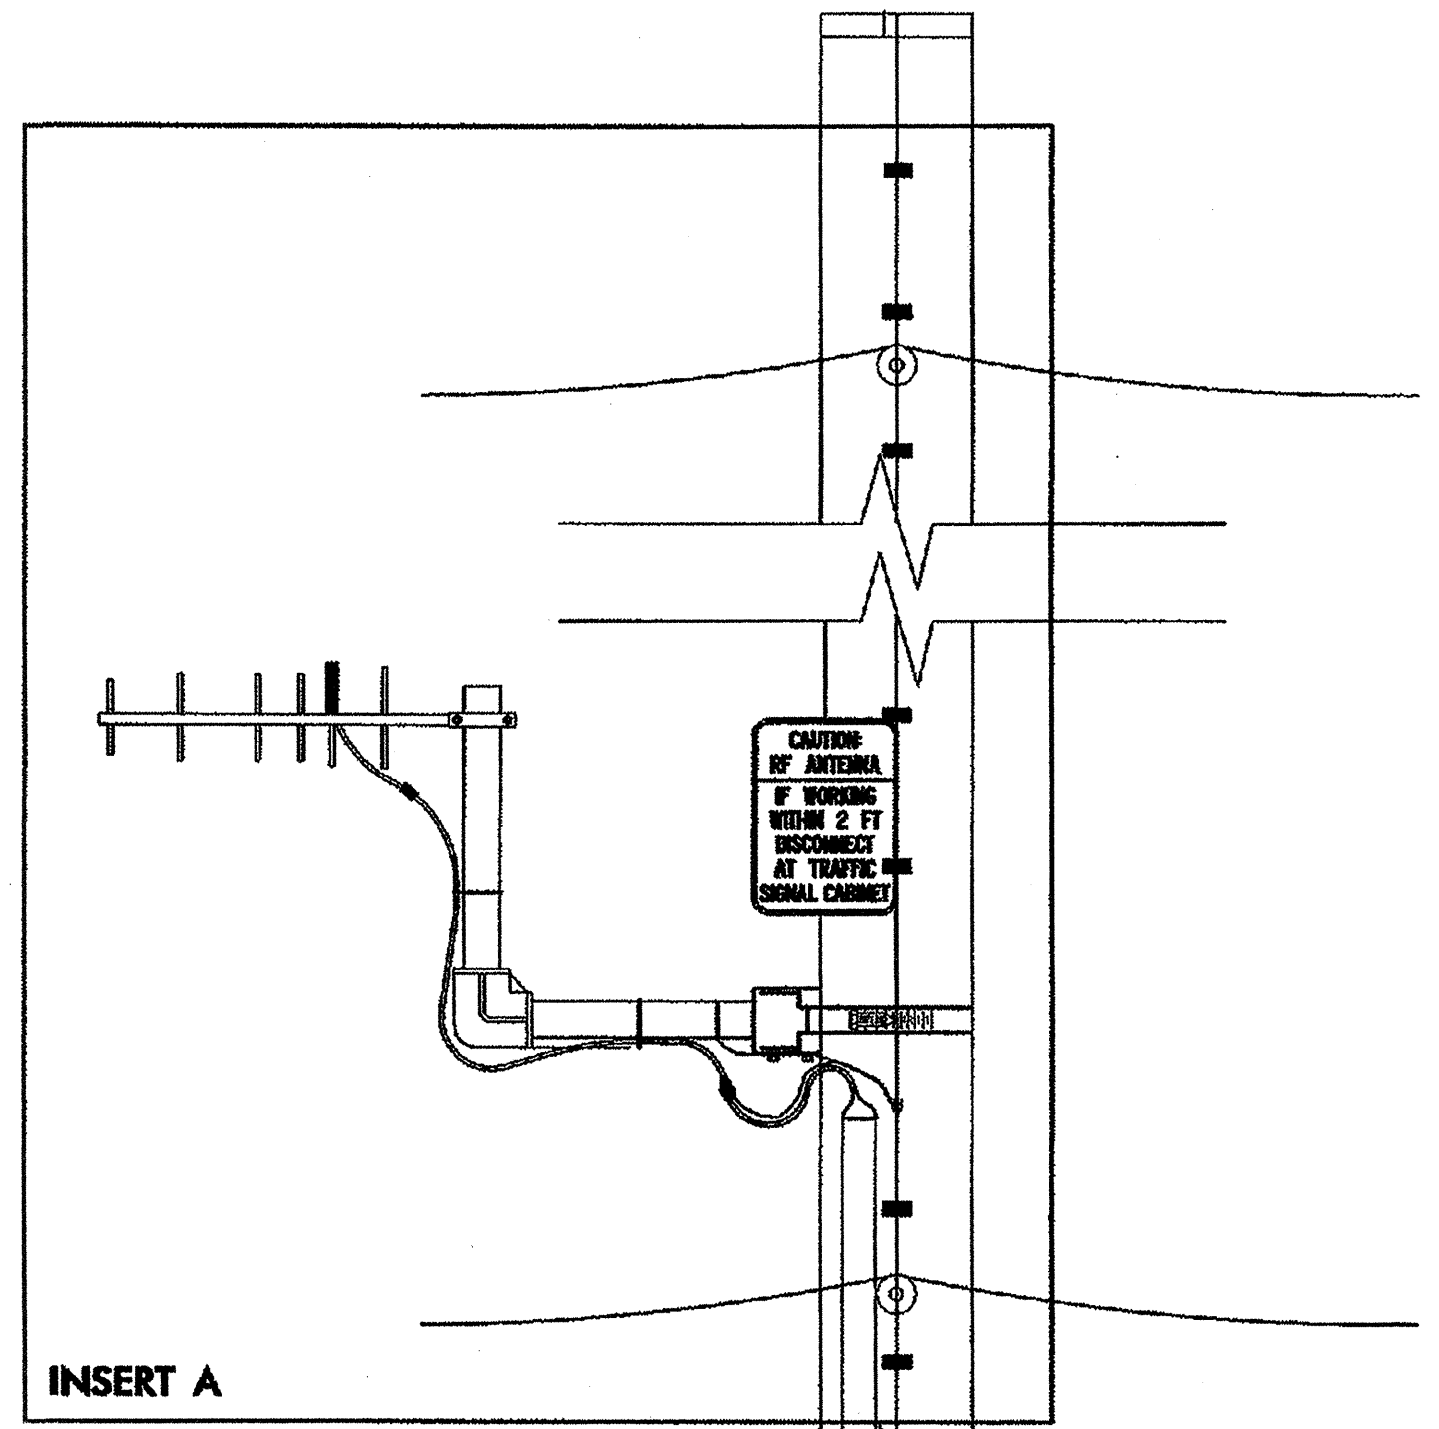 CAUTION:
RF ANTENNA
IF WORKING
WITHIN 2 FT
DISCONNECT
AT TRAFFIC
SIGNAL CABINET
INSERT A